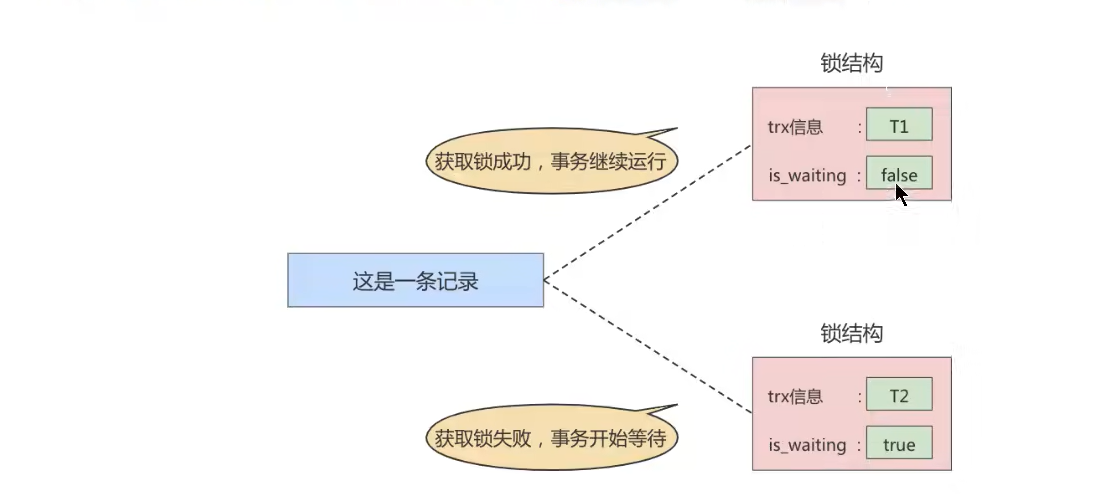 锁结构
trx信息 : T1
获取锁成功，事务继续运行
is_waiting : false
这是一条记录
锁结构
trx信息 : T2
获取锁失败，事务开始等待
is_waiting : true